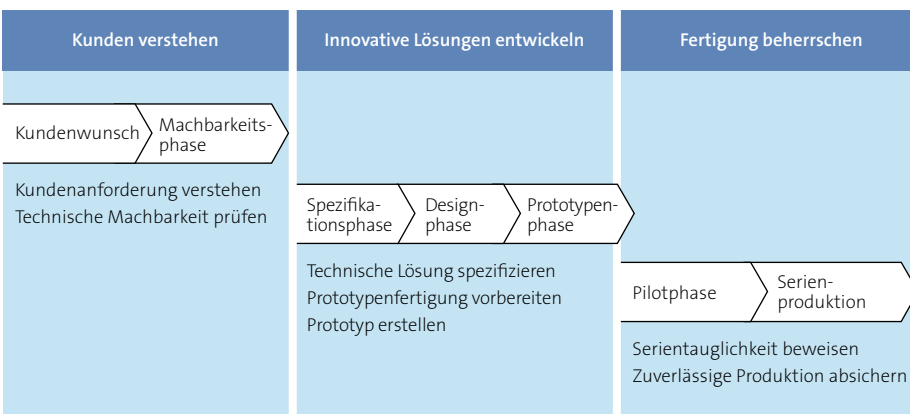 Kunden verstehen
Kundenwunsch
Machbarkeits-
phase
Kundenanforderung verstehen
Technische Machbarkeit prüfen
Innovative Lösungen entwickeln
Spezifika-
tionsphase
Design-
phase
Prototypen-
phase
Technische Lösung spezifizieren
Prototypenfertigung vorbereiten
Prototyp erstellen
Fertigung beherrschen
Pilotphase
Serien-
produktion
Serientauglichkeit beweisen
Zuverlässige Produktion absichern